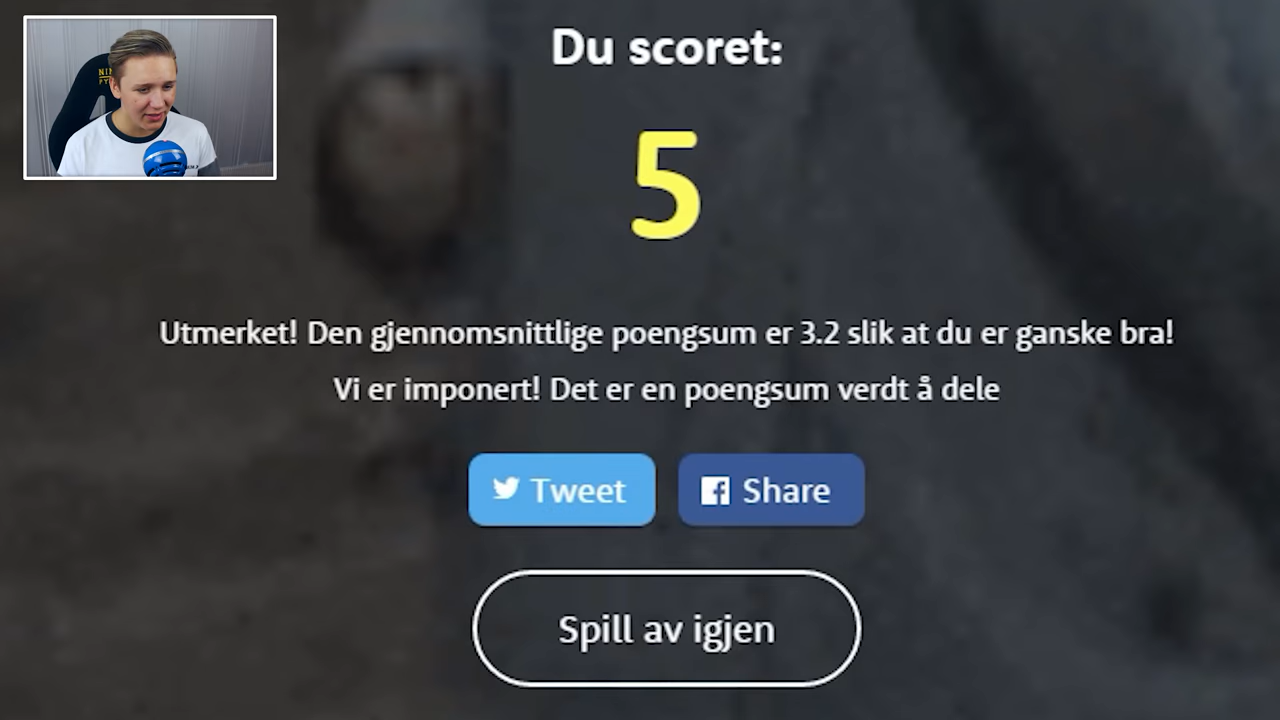 Du scoret:
5
Utmerket! Den gjennomsnittlige poengsum er 3.2 slik at du er ganske bra!
Vi er imponert! Det er en poengsum verdt å dele
Tweet
Share
Spill av igjen